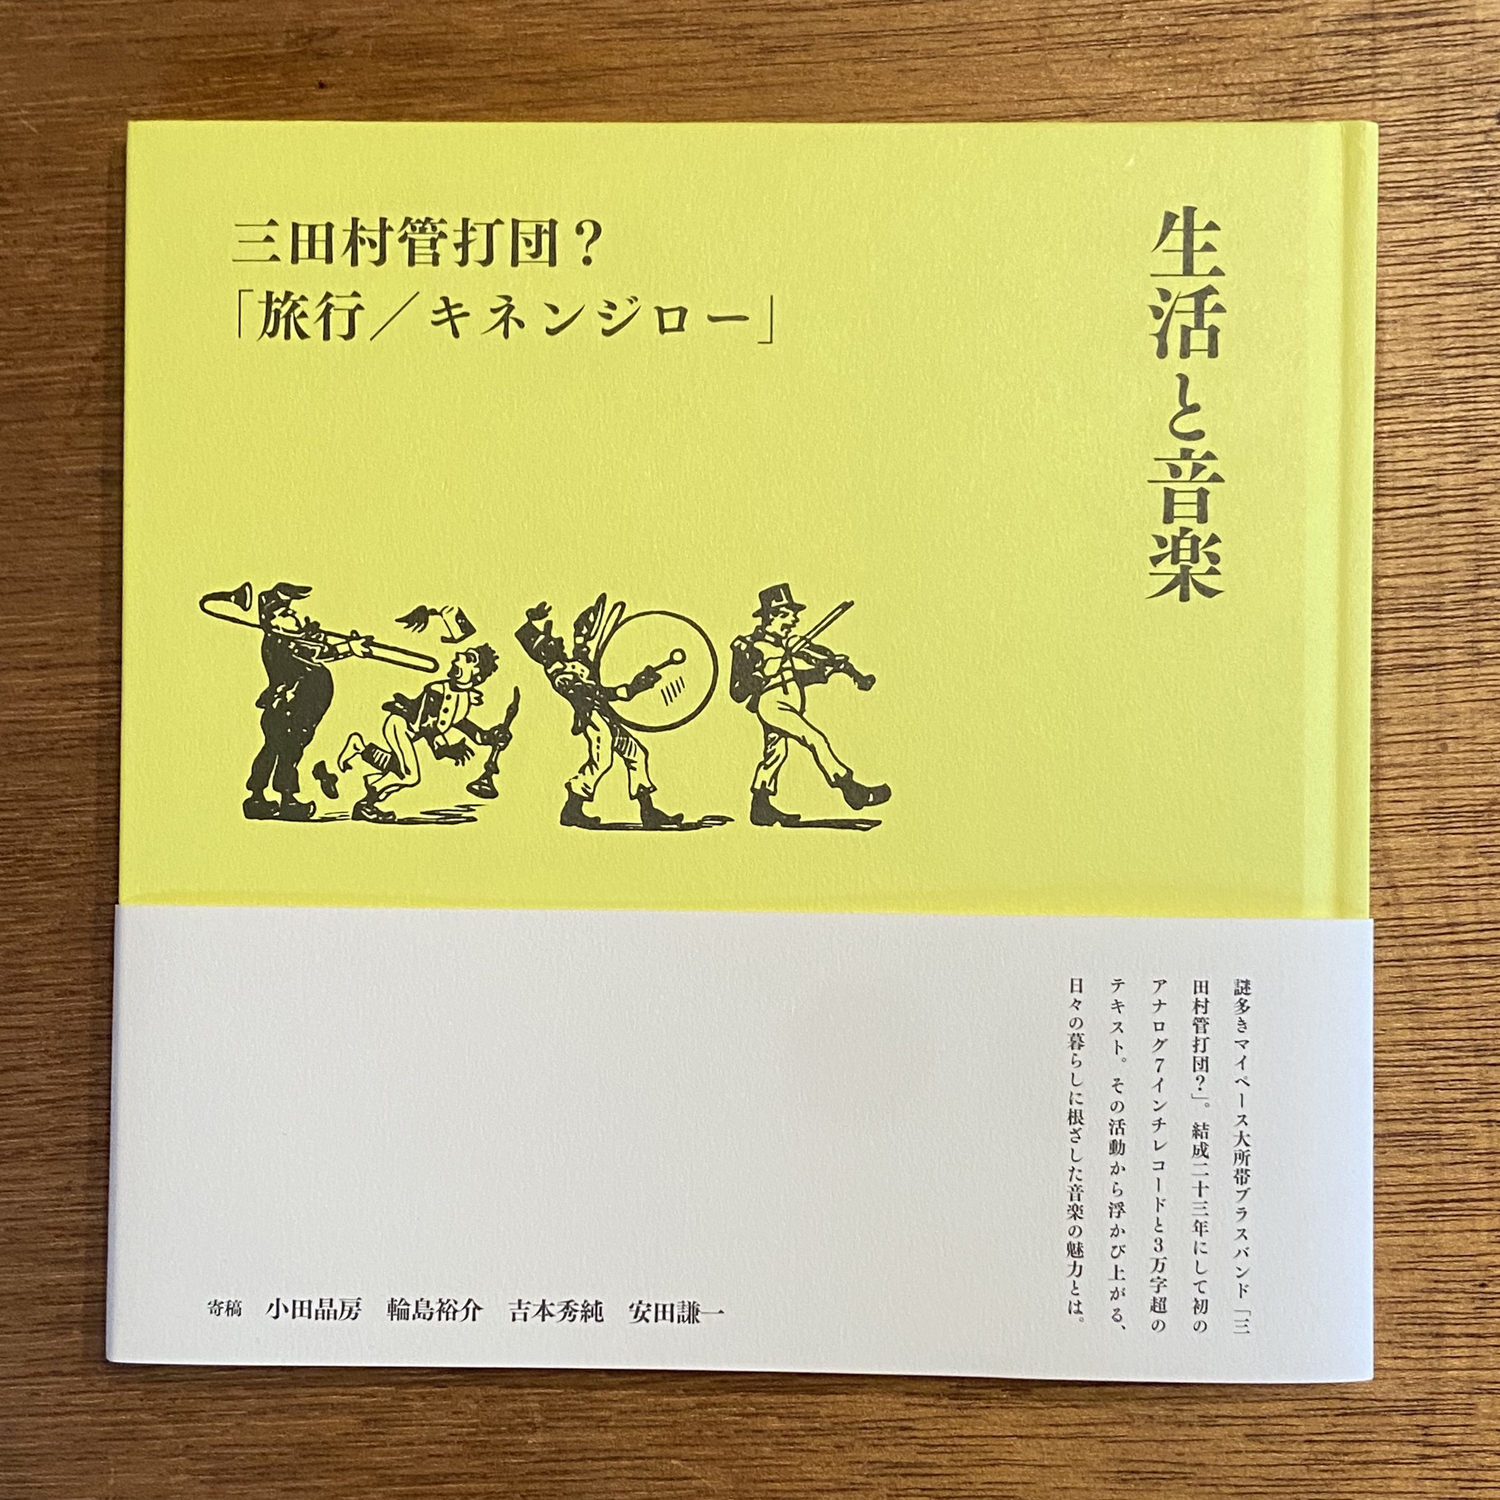 生活と音楽
三田村管打団?
「旅行／キネンジロー」
謎多きマイペース大所帯ブラスバンド「三
田村管打団?」。結成二十三年にして初の
アナログ7インチレコードと3万字超の
テキスト。その活動から浮かび上がる、
日々の暮らしに根ざした音楽の魅力とは。
寄稿 小田晶房 輪島裕介 吉本秀純 安田謙一